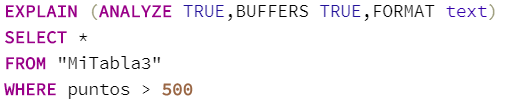 EXPLAIN (ANALYZE TRUE,BUFFERS TRUE,FORMAT text)
SELECT *
FROM "MiTabla3"
WHERE puntos > 500